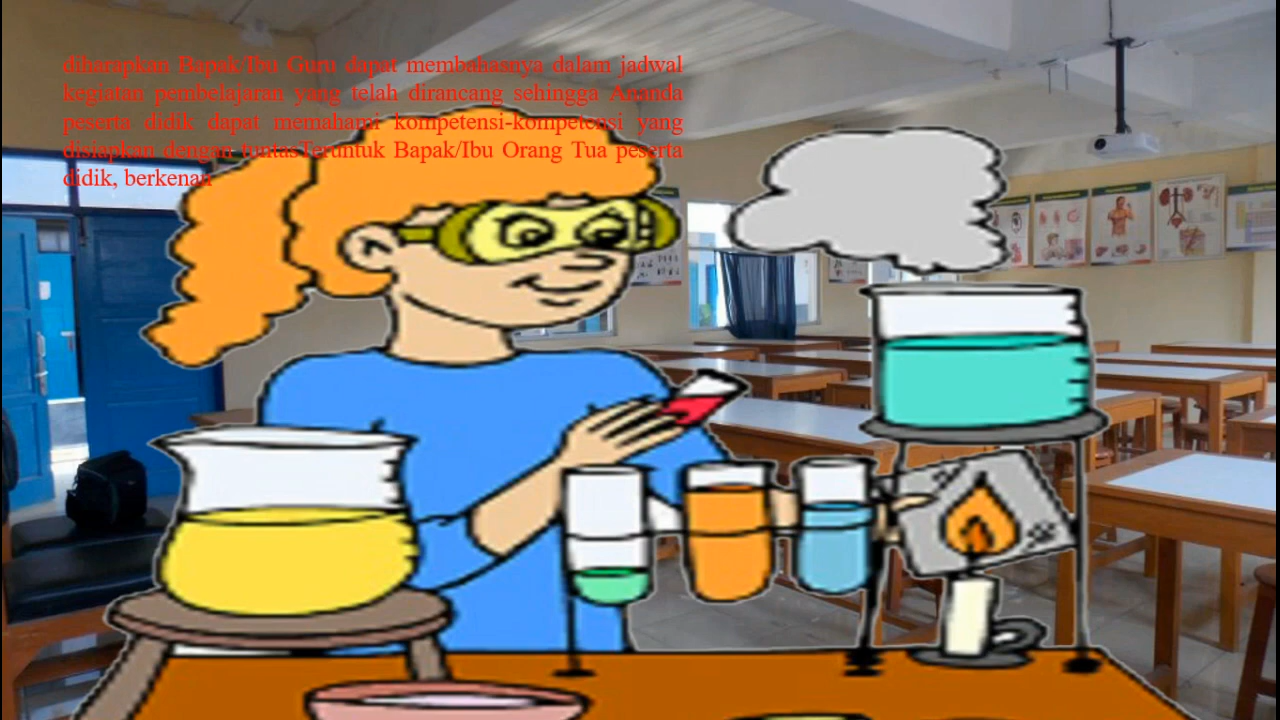 diharapkan Bapak/Ibu Guru dapat membahasnya dalam jadwal
kegiatan pembelajaran yang telah dirancang sehingga Ananda
peserta didik dapat memahami kompetensi-kompetensi yang
disiapkan dengan tuntasTeruntuk Bapak/Ibu Orang Tua peserta
didik, berkenan